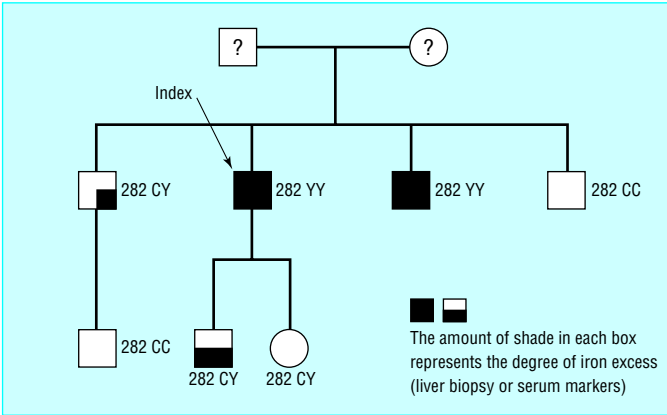 ? ?
Index
282 CY 282 YY 282 YY 282 CC
282 CC
282 CY 282 CY
The amount of shade in each box
represents the degree of iron excess
(liver biopsy or serum markers)